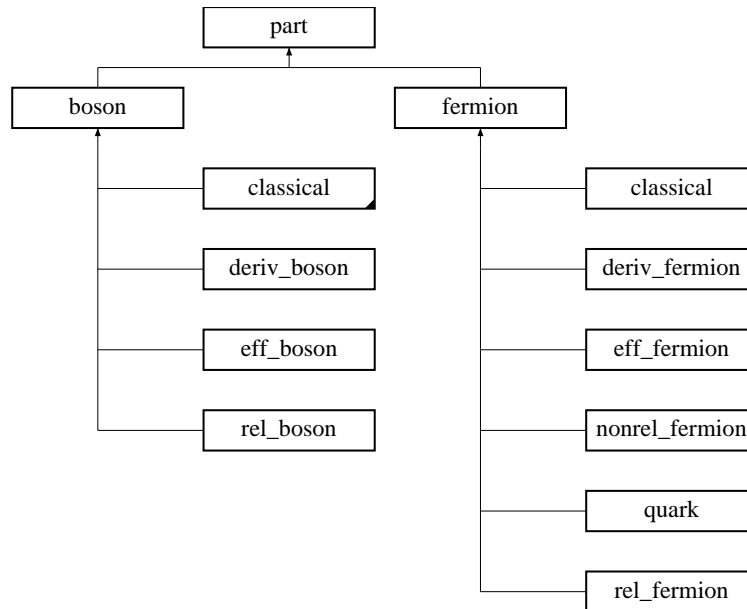 part
boson
fermion
classical
classical
deriv_boson
deriv_fermion
eff_boson
eff_fermion
rel_boson
nonrel_fermion
quark
rel_fermion